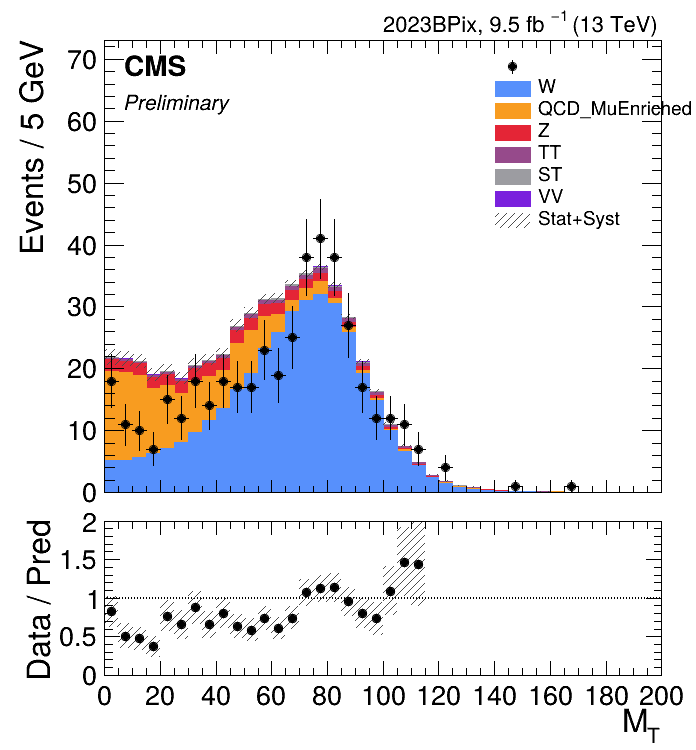 2023BPix, 9.5 fb⁻¹ (13 TeV)
CMS
Preliminary
Events / 5 GeV
70
60
50
40
30
20
10
0
W
QCD_MuEnriched
Z
TT
ST
VV
Stat+Syst
Data / Pred
2
1.5
1
0.5
0
0 20 40 60 80 100 120 140 160 180 200
M_T